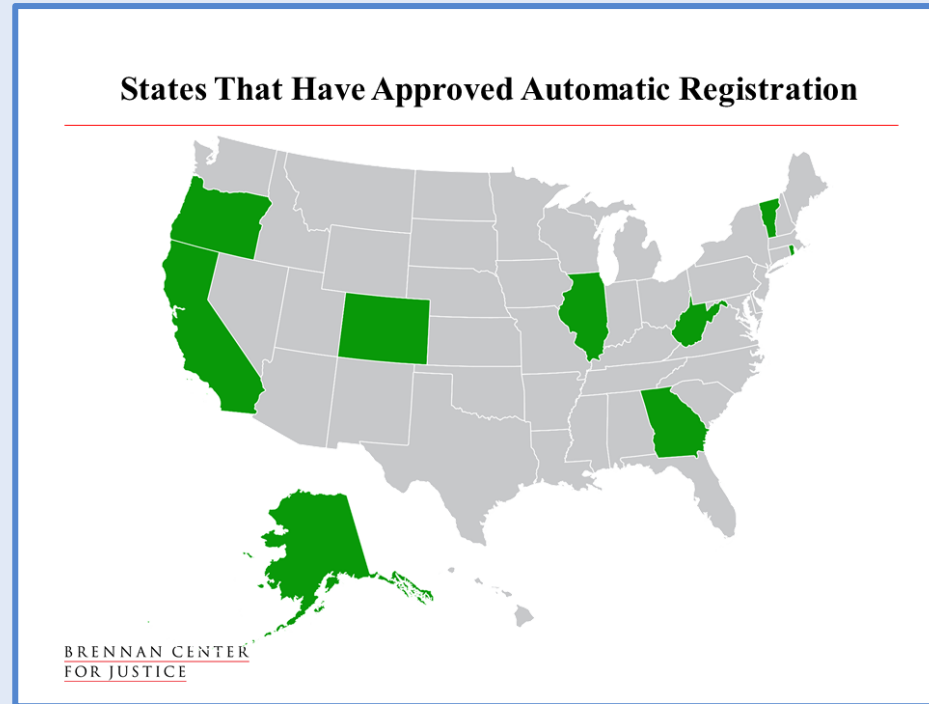 States That Have Approved Automatic Registration
BRENNAN CENTER
FOR JUSTICE